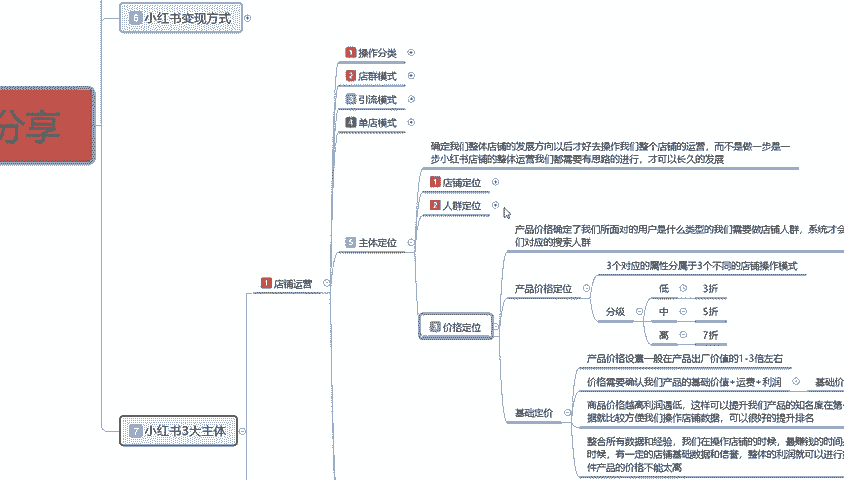 6 小红书变现方式
分享
1 操作分类
2 店群模式
3 引流模式
4 单店模式
确定我们整体店铺的发展方向以后才好去操作我们整个店铺的运营，而不是做一步是一
步小红书店铺的整体运营我们都需要有思路的进行，才可以长久的发展
1 店铺定位
2 人群定位
产品价格确定了我们所面对的用户是什么类型的我们需要做店铺人群，系统才会
们对应的搜索人群
5 主体定位
3个对应的属性分属于3个不同的店铺操作模式
1 店铺运营
产品价格定位
低 3折
分级 中 5折
3 价格定位
高 7折
产品价格设置一般在产品出厂价值的1-3倍左右
价格需要确认我们产品的基础价值+运费+利润
基础价
基础定价
商品价格越高利润遇低，这样可以提升我们产品的知名度在第
据就比较方便我们操作店铺数据，可以很好的提升排名
7 小红书3大主体
整合所有数据和经验，我们在操作店铺的时候，最赚钱的时间
时候，有一定的店铺基础数据和信誉，整体的利润就可以进行
件产品的价格不能太高